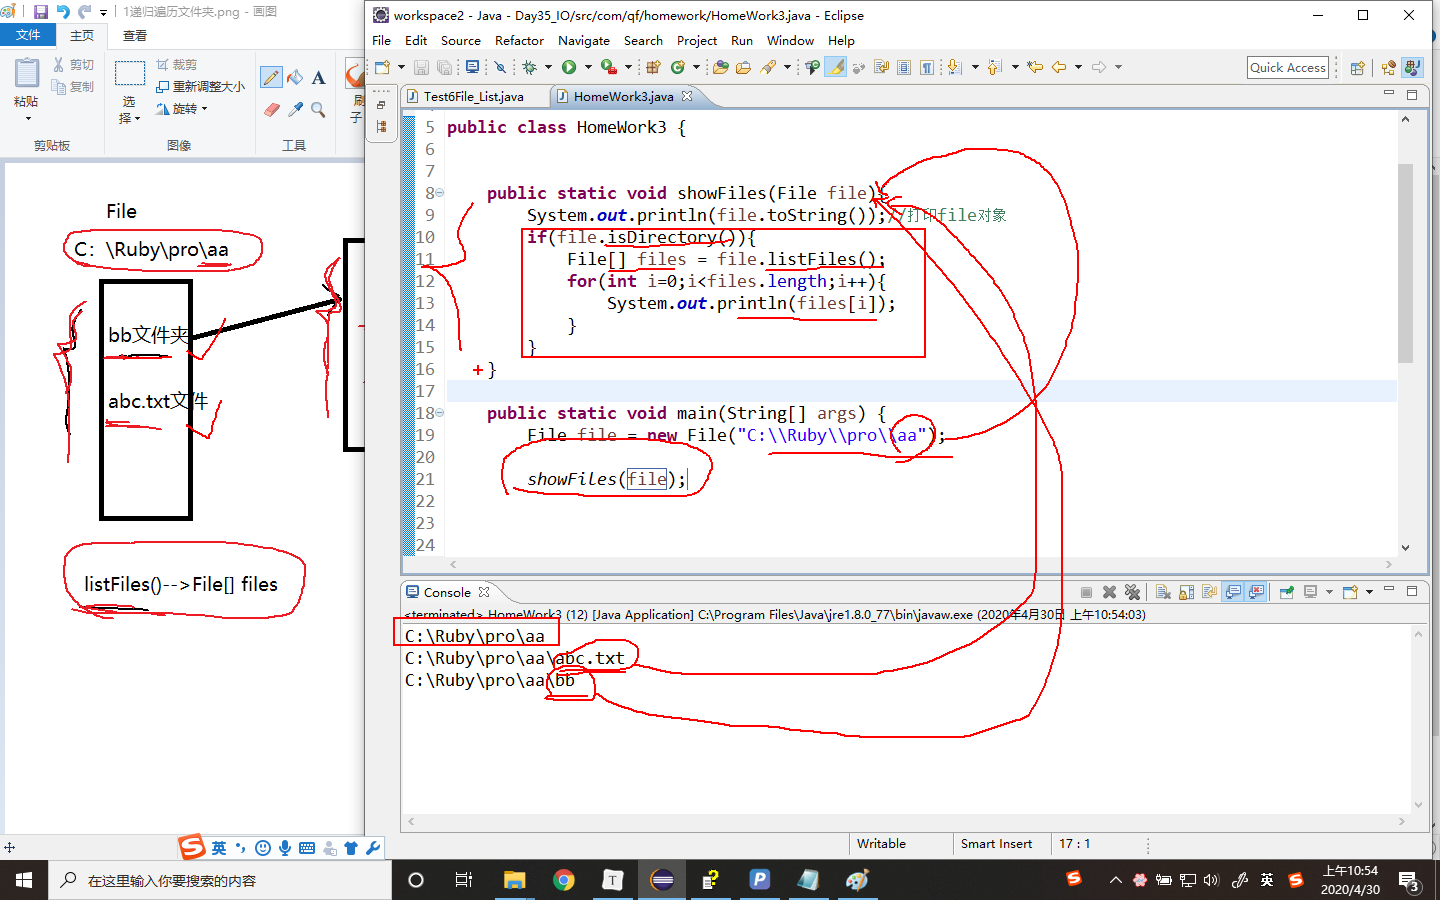 1递归遍历文件夹.png - 画图
文件
主页
查看
粘贴
剪切
复制
剪贴板
选择
裁剪
重新调整大小
旋转
图像
工具
刷子
File
C：\Ruby\pro\aa
bb文件夹
abc.txt文件
listFiles()-->File[] files
workspace2 - Java - Day35_IO/src/com/qf/homework/HomeWork3.java - Eclipse
File Edit Source Refactor Navigate Search Project Run Window Help
Quick Access
Test6File_List.java
HomeWork3.java
5 public class HomeWork3 {
6
7
8 public static void showFiles(File file){
9 System.out.println(file.toString());//打印file对象
10 if(file.isDirectory()){
11 File[] files = file.listFiles();
12 for(int i=0;i<files.length;i++){
13 System.out.println(files[i]);
14 }
15 }
16 }
17
18 public static void main(String[] args) {
19 File file = new File("C:\\Ruby\\pro\\aa");
20
21 showFiles(file);
22
23
24
Console
<terminated> HomeWork3 (12) [Java Application] C:\Program Files\Java\jre1.8.0_77\bin\javaw.exe (2020年4月30日 上午10:54:03)
C:\Ruby\pro\aa
C:\Ruby\pro\aa\abc.txt
C:\Ruby\pro\aa\bb
Writable
Smart Insert
17 : 1
英
在这里输入你要搜索的内容
英
上午10:54
2020/4/30
3